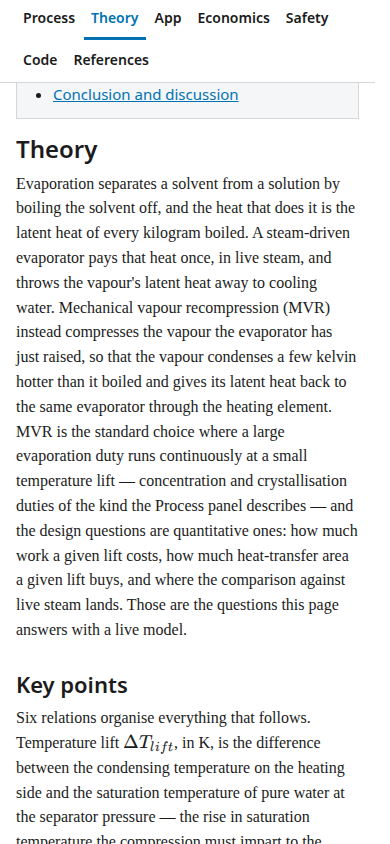 Process Theory App Economics Safety
Code References
• Conclusion and discussion
Theory
Evaporation separates a solvent from a solution by
boiling the solvent off, and the heat that does it is the
latent heat of every kilogram boiled. A steam-driven
evaporator pays that heat once, in live steam, and
throws the vapour's latent heat away to cooling
water. Mechanical vapour recompression (MVR)
instead compresses the vapour the evaporator has
just raised, so that the vapour condenses a few kelvin
hotter than it boiled and gives its latent heat back to
the same evaporator through the heating element.
MVR is the standard choice where a large
evaporation duty runs continuously at a small
temperature lift — concentration and crystallisation
duties of the kind the Process panel describes — and
the design questions are quantitative ones: how much
work a given lift costs, how much heat-transfer area
a given lift buys, and where the comparison against
live steam lands. Those are the questions this page
answers with a live model.
Key points
Six relations organise everything that follows.
Temperature lift ΔT_lift, in K, is the difference
between the condensing temperature on the heating
side and the saturation temperature of pure water at
the separator pressure — the rise in saturation
temperature the compression must impart to the